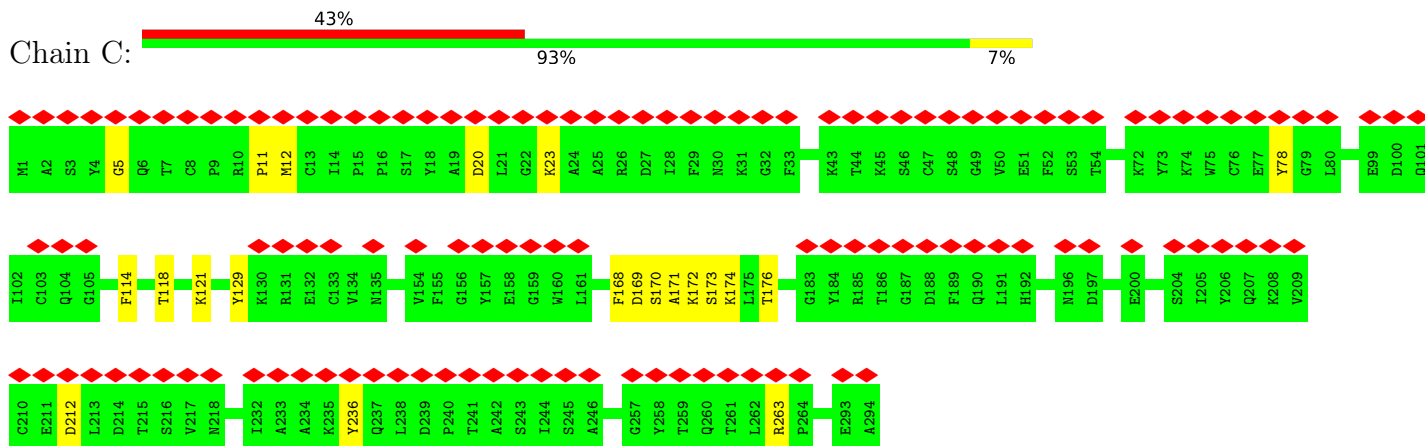 43%
Chain C:
93% 7%
M1 A2 S3 Y4 G5 Q6 T7 C8 P9 R10 P11 M12 C13 I14 P15 P16 S17 Y18 A19 D20 L21 G22 K23 A24 A25 R26 D27 I28 F29 N30 K31 G32 F33 K43 T44 K45 S46 C47 S48 G49 V50 E51 F52 S53 T54 K72 Y73 K74 W75 C76 E77 Y78 G79 L80 E99 D100 Q101
I102 C103 Q104 G105 F114 T118 K121 Y129 K130 R131 E132 C133 V134 N135 V154 F155 G156 Y157 E158 G159 W160 L161 F168 D169 S170 A171 K172 S173 K174 L175 T176 G183 Y184 R185 T186 G187 D188 F189 Q190 L191 H192 N196 D197 E200 S204 I205 Y206 Q207 K208 V209
C210 E211 D212 L213 D214 T215 S216 V217 N218 I232 A233 A234 K235 Y236 Q237 L238 D239 P240 T241 A242 S243 I244 S245 A246 G257 Y258 T259 Q260 T261 L262 R263 P264 E293 A294